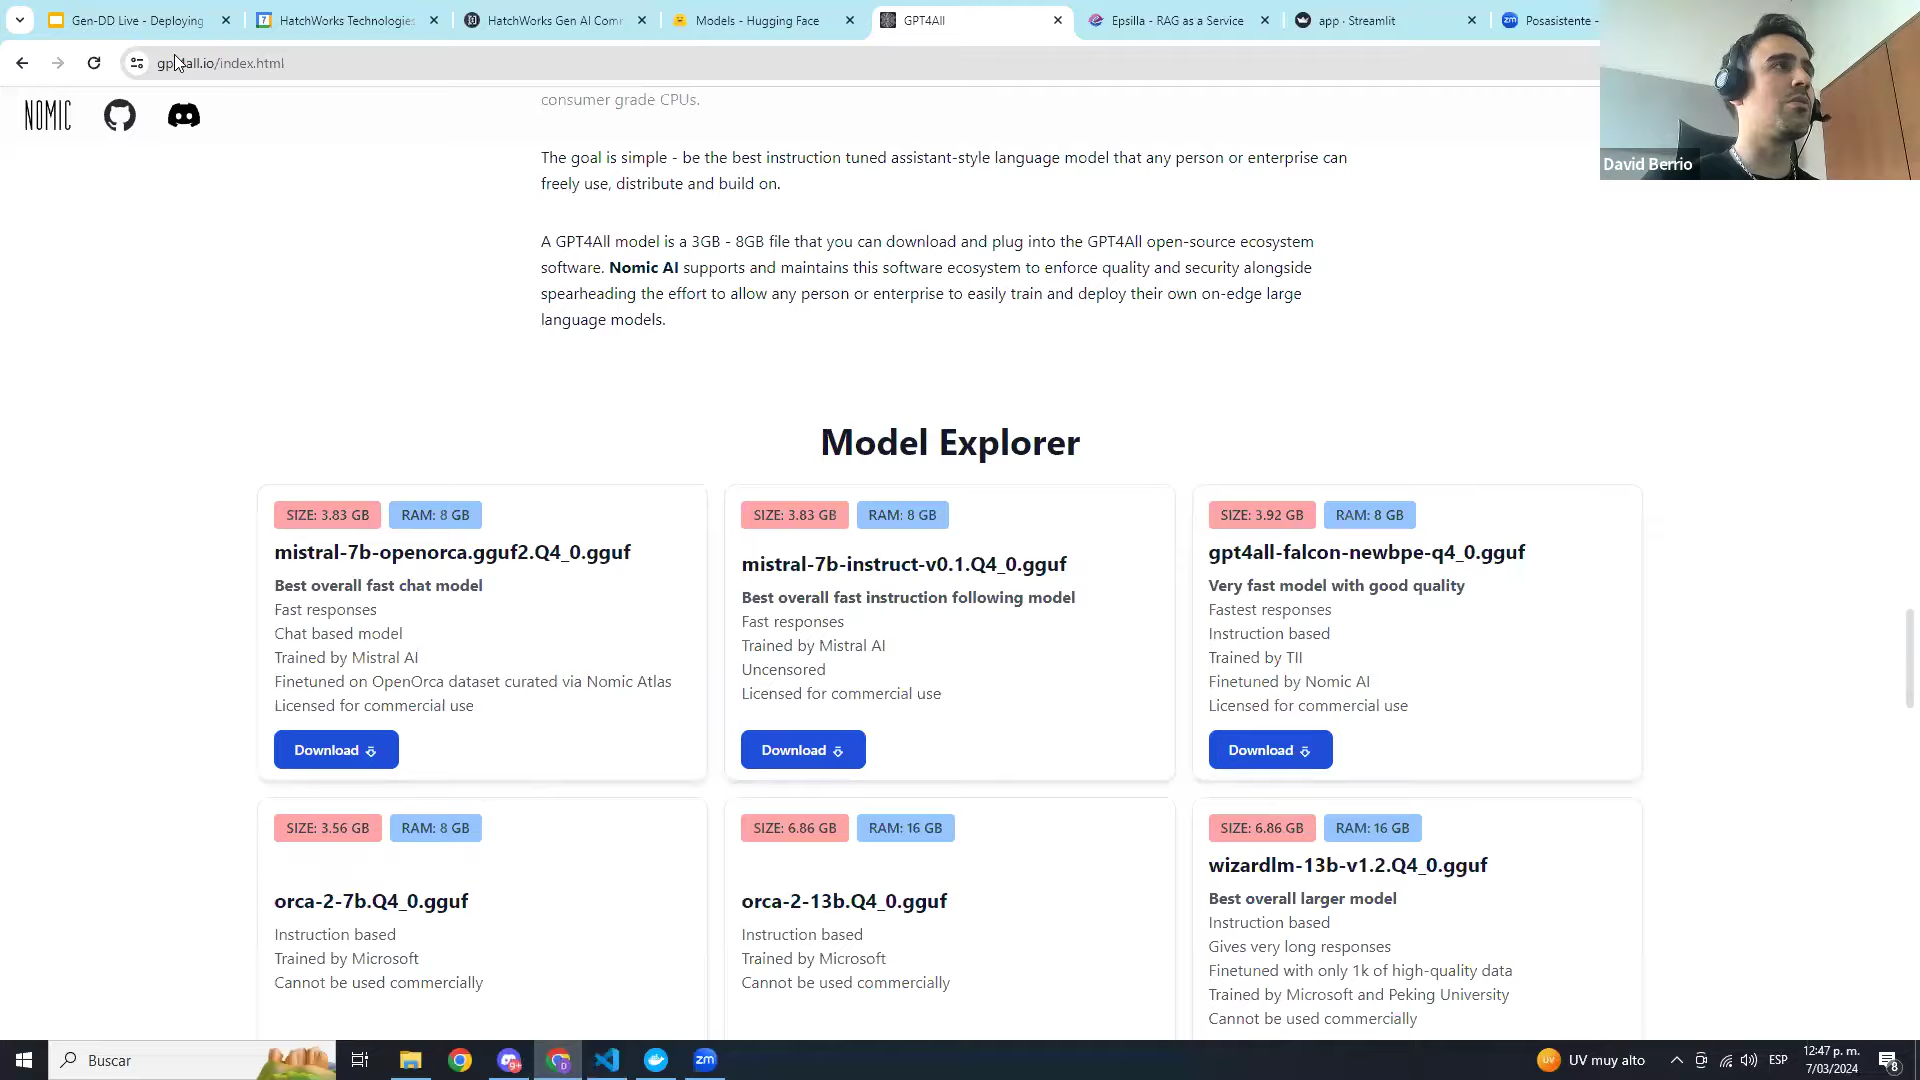 Gen-DD Live - Deploying
HatchWorks Technologies
HatchWorks Gen AI Comm
Models - Hugging Face
GPT4All
Epsilla - RAG as a Service
app · Streamlit
zm
Posasistente -
gpt4all.io/index.html
NOMIC
consumer grade CPUs.
The goal is simple - be the best instruction tuned assistant-style language model that any person or enterprise can
freely use, distribute and build on.
A GPT4All model is a 3GB - 8GB file that you can download and plug into the GPT4All open-source ecosystem
software. Nomic AI supports and maintains this software ecosystem to enforce quality and security alongside
spearheading the effort to allow any person or enterprise to easily train and deploy their own on-edge large
language models.
David Berrio
Model Explorer
SIZE: 3.83 GB RAM: 8 GB
mistral-7b-openorca.gguf2.Q4_0.gguf
Best overall fast chat model
Fast responses
Chat based model
Trained by Mistral AI
Finetuned on OpenOrca dataset curated via Nomic Atlas
Licensed for commercial use
Download
SIZE: 3.83 GB RAM: 8 GB
mistral-7b-instruct-v0.1.Q4_0.gguf
Best overall fast instruction following model
Fast responses
Trained by Mistral AI
Uncensored
Licensed for commercial use
Download
SIZE: 3.92 GB RAM: 8 GB
gpt4all-falcon-newbpe-q4_0.gguf
Very fast model with good quality
Fastest responses
Instruction based
Trained by TII
Finetuned by Nomic AI
Licensed for commercial use
Download
SIZE: 3.56 GB RAM: 8 GB
orca-2-7b.Q4_0.gguf
Instruction based
Trained by Microsoft
Cannot be used commercially
SIZE: 6.86 GB RAM: 16 GB
orca-2-13b.Q4_0.gguf
Instruction based
Trained by Microsoft
Cannot be used commercially
SIZE: 6.86 GB RAM: 16 GB
wizardlm-13b-v1.2.Q4_0.gguf
Best overall larger model
Instruction based
Gives very long responses
Finetuned with only 1k of high-quality data
Trained by Microsoft and Peking University
Cannot be used commercially
Buscar
zm
UV muy alto
ESP
12:47 p. m.
7/03/2024
8